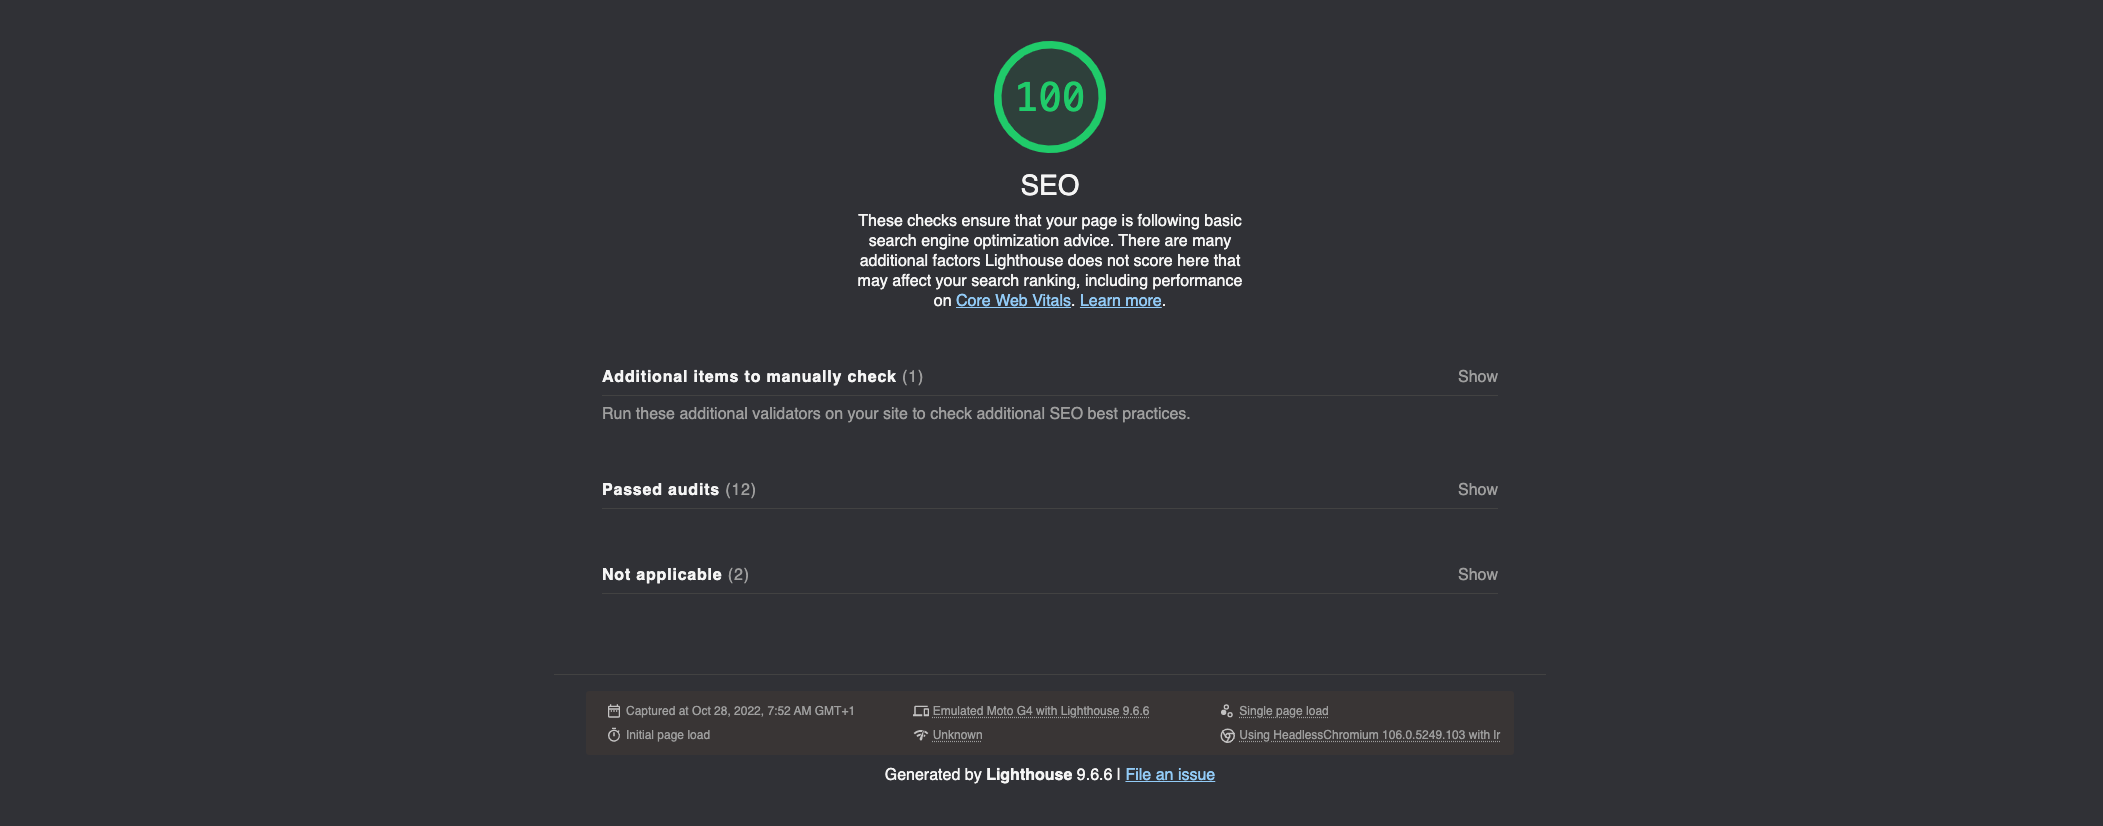 100
SEO
These checks ensure that your page is following basic
search engine optimization advice. There are many
additional factors Lighthouse does not score here that
may affect your search ranking, including performance
on Core Web Vitals. Learn more.
Additional items to manually check (1) Show
Run these additional validators on your site to check additional SEO best practices.
Passed audits (12) Show
Not applicable (2) Show
Captured at Oct 28, 2022, 7:52 AM GMT+1 Emulated Moto G4 with Lighthouse 9.6.6 Single page load
Initial page load Unknown Using HeadlessChromium 106.0.5249.103 with lr
Generated by Lighthouse 9.6.6 | File an issue